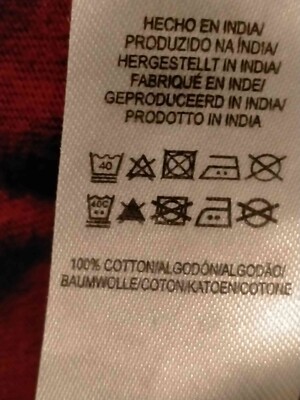 HECHO EN INDIA/
PRODUZIDO NA ÍNDIA/
HERGESTELLT IN INDIA/
FABRIQUÉ EN INDE/
GEPRODUCEERD IN INDIA/
PRODOTTO IN INDIA
40
40C
100% COTTON/ALGODÓN/ALGODÃO/
BAUMWOLLE/COTON/KATOEN/COTONE